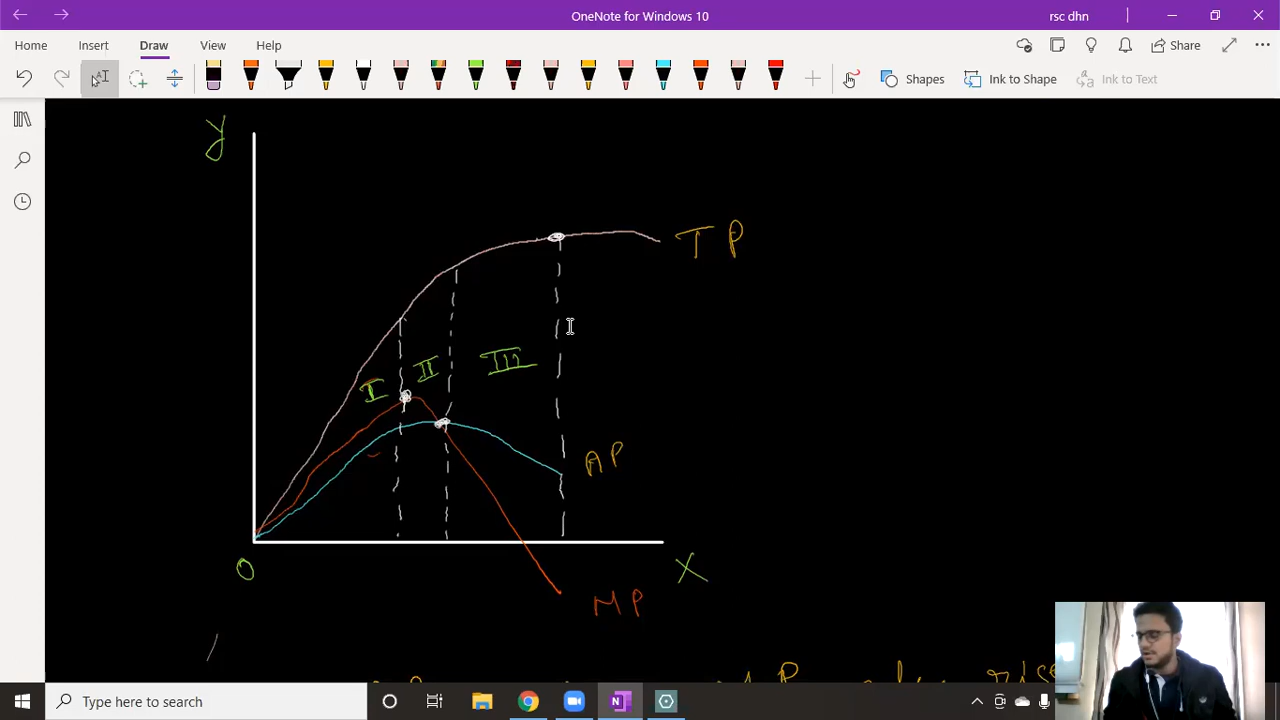 OneNote for Windows 10
rsc dhn
Home Insert Draw View Help
Share
Shapes Ink to Shape Ink to Text
y
TP
I II III
AP
O
X
MP
Type here to search